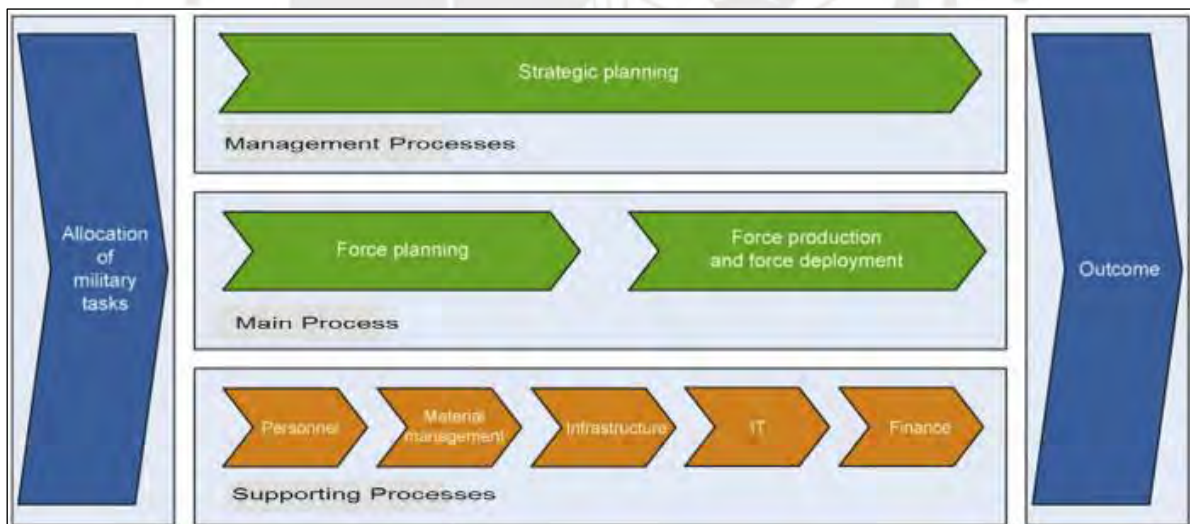 Allocation
of
military
tasks
Strategic planning
Management Processes
Force planning
Force production
and force deployment
Main Process
Personnel
Material
management
Infrastructure
IT
Finance
Supporting Processes
Outcome